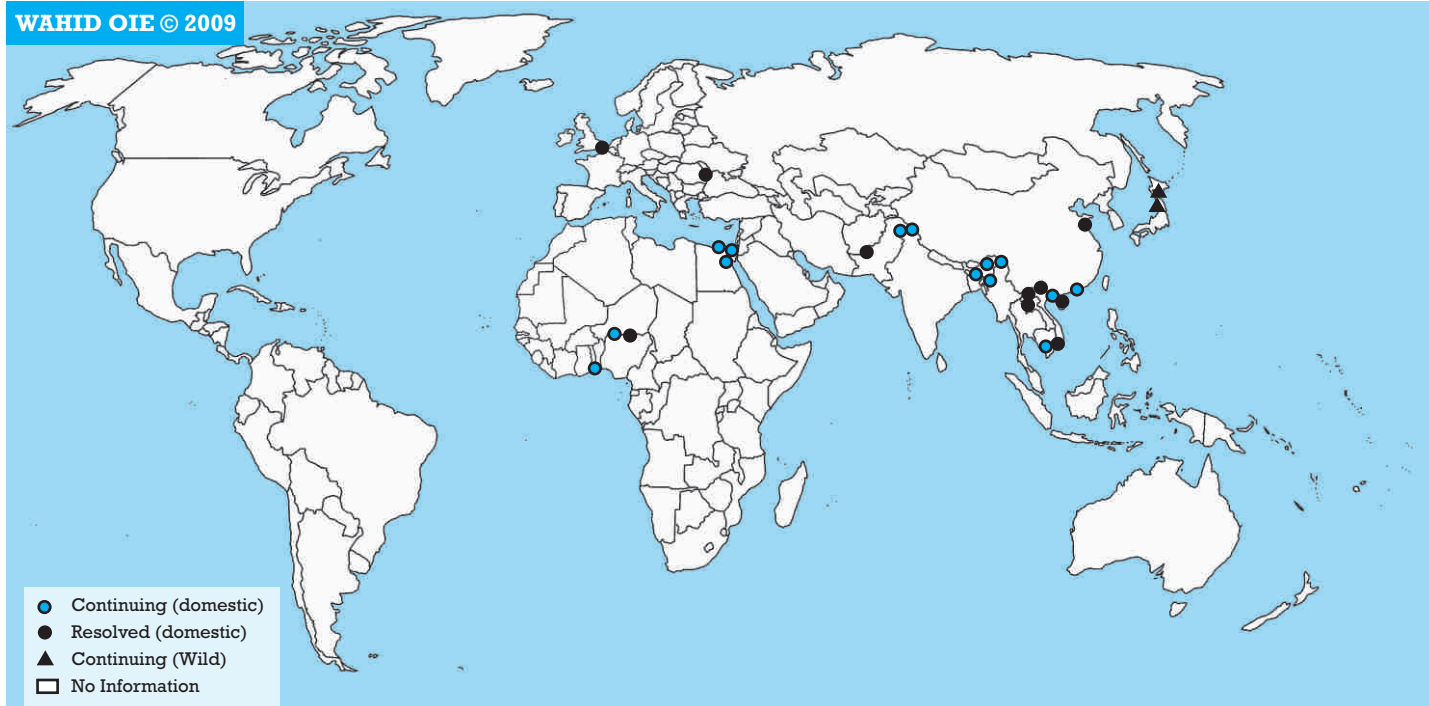 WAHID OIE © 2009
Continuing (domestic)
Resolved (domestic)
Continuing (Wild)
No Information